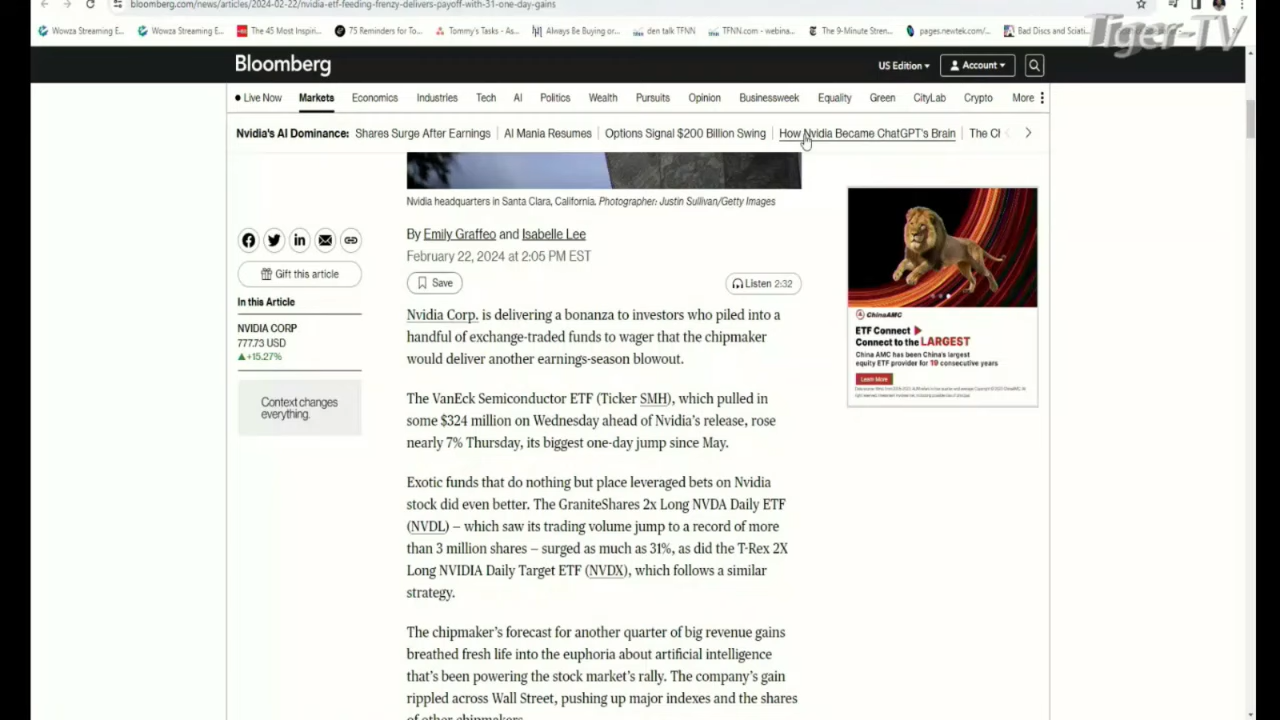 bloomberg.com/news/articles/2024-02-22/nvidia-etf-feeding-frenzy-delivers-payoff-with-31-one-day-gains
Wowza Streaming E... Wowza Streaming E... The 45 Most Inspiri... 75 Reminders for To... Tommy's Tasks - As... Always Be Buying or... den talk TFNN TFNN.com - webina... The 9-Minute Stren... pages.newtek.com/... Bad Discs and Sciati...
Tiger-TV
Bloomberg
US Edition Account
Live Now Markets Economics Industries Tech AI Politics Wealth Pursuits Opinion Businessweek Equality Green CityLab Crypto More
Nvidia's AI Dominance: Shares Surge After Earnings AI Mania Resumes Options Signal $200 Billion Swing How Nvidia Became ChatGPT's Brain
Nvidia headquarters in Santa Clara, California. Photographer: Justin Sullivan/Getty Images
By Emily Graffeo and Isabelle Lee
February 22, 2024 at 2:05 PM EST
Save
Listen 2:32
Gift this article
In this Article
NVIDIA CORP
777.73 USD
▲+15.27%
Context changes
everything.
Nvidia Corp. is delivering a bonanza to investors who piled into a
handful of exchange-traded funds to wager that the chipmaker
would deliver another earnings-season blowout.
The VanEck Semiconductor ETF (Ticker SMH), which pulled in
some $324 million on Wednesday ahead of Nvidia's release, rose
nearly 7% Thursday, its biggest one-day jump since May.
Exotic funds that do nothing but place leveraged bets on Nvidia
stock did even better. The GraniteShares 2x Long NVDA Daily ETF
(NVDL) – which saw its trading volume jump to a record of more
than 3 million shares – surged as much as 31%, as did the T-Rex 2X
Long NVIDIA Daily Target ETF (NVDX), which follows a similar
strategy.
The chipmaker's forecast for another quarter of big revenue gains
breathed fresh life into the euphoria about artificial intelligence
that's been powering the stock market's rally. The company's gain
rippled across Wall Street, pushing up major indexes and the shares
of other chipmakers.
ChinaAMC
ETF Connect
Connect to the LARGEST
China AMC has been China's largest
equity ETF provider for 19 consecutive years
Learn More